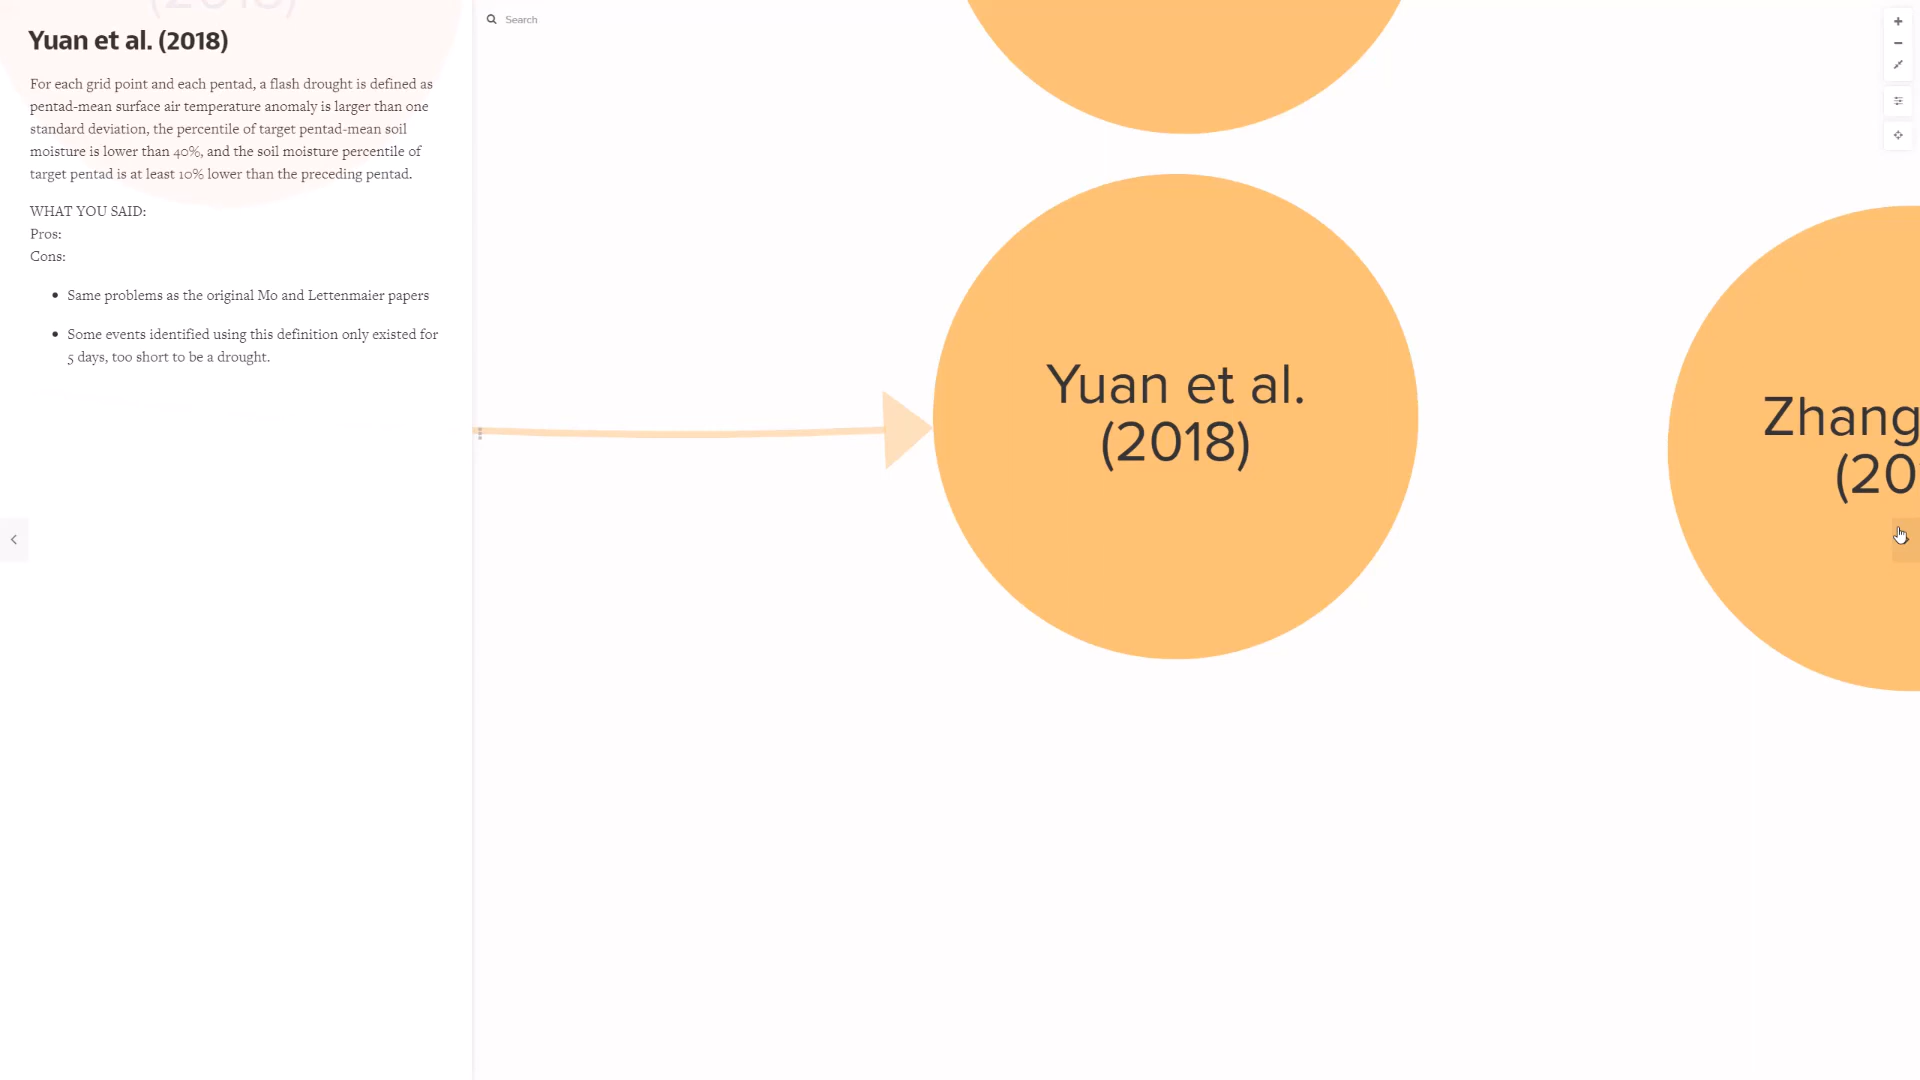 Yuan et al. (2018)
For each grid point and each pentad, a flash drought is defined as
pentad-mean surface air temperature anomaly is larger than one
standard deviation, the percentile of target pentad-mean soil
moisture is lower than 40%, and the soil moisture percentile of
target pentad is at least 10% lower than the preceding pentad.
WHAT YOU SAID:
Pros:
Cons:
• Same problems as the original Mo and Lettenmaier papers
• Some events identified using this definition only existed for
5 days, too short to be a drought.
Search
Yuan et al.
(2018)
Zhang
(20